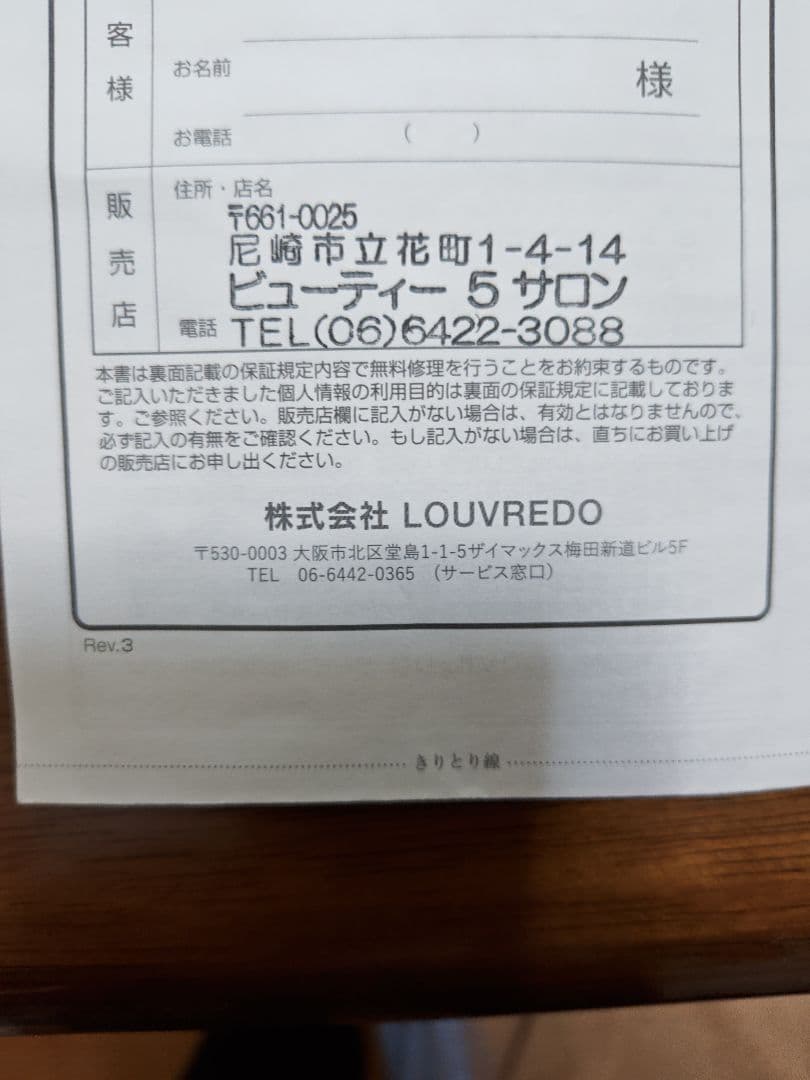 客様
お名前
様
お電話 ( )
販売店
住所・店名
〒661-0025
尼崎市立花町1-4-14
ビューティー 5 サロン
電話 TEL(06)6422-3088
本書は裏面記載の保証規定内容で無料修理を行うことをお約束するものです。
ご記入いただきました個人情報の利用目的は裏面の保証規定に記載しておりま
す。ご参照ください。販売店欄に記入がない場合は、有効とはなりませんので、
必ず記入の有無をご確認ください。もし記入がない場合は、直ちにお買い上げ
の販売店にお申し出ください。
株式会社 LOUVREDO
〒530-0003 大阪市北区堂島1-1-5ザイマックス梅田新道ビル5F
TEL 06-6442-0365 (サービス窓口)
Rev.3
きりとり線